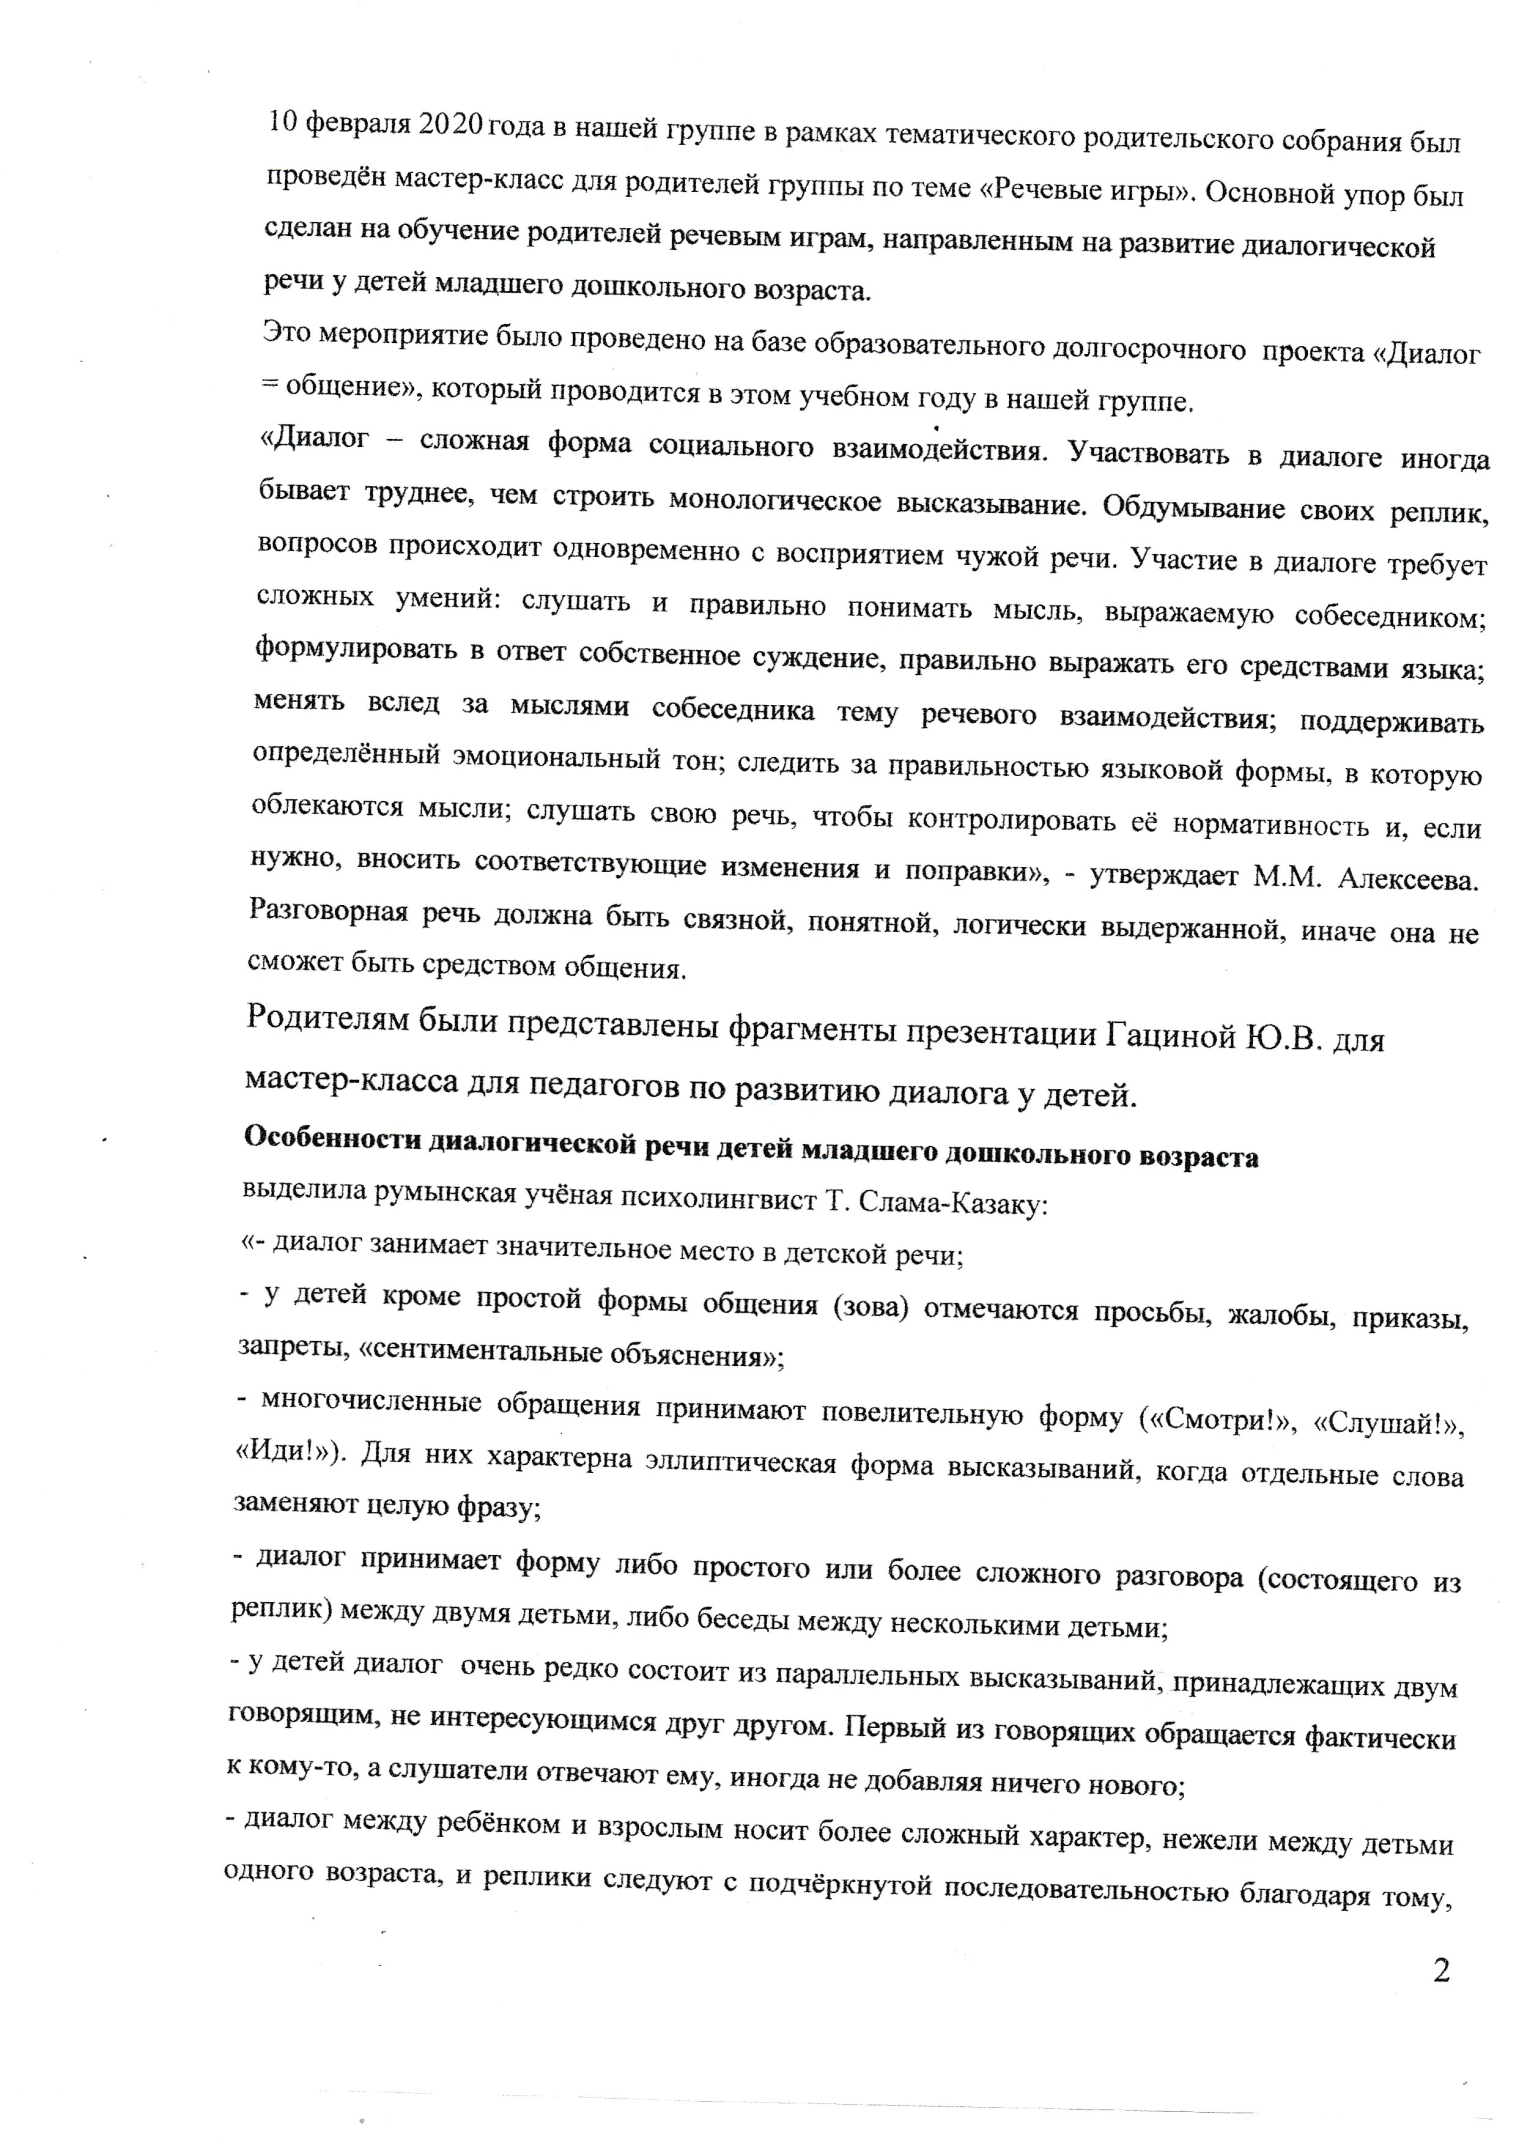 10 февраля 2020 года в нашей группе в рамках тематического родительского собрания был
проведён мастер-класс для родителей группы по теме «Речевые игры». Основной упор был
сделан на обучение родителей речевым играм, направленным на развитие диалогической
речи у детей младшего дошкольного возраста.
Это мероприятие было проведено на базе образовательного долгосрочного проекта «Диалог
= общение», который проводится в этом учебном году в нашей группе.
«Диалог – сложная форма социального взаимодействия. Участвовать в диалоге иногда
бывает труднее, чем строить монологическое высказывание. Обдумывание своих реплик,
вопросов происходит одновременно с восприятием чужой речи. Участие в диалоге требует
сложных умений: слушать и правильно понимать мысль, выражаемую собеседником;
формулировать в ответ собственное суждение, правильно выражать его средствами языка;
менять вслед за мыслями собеседника тему речевого взаимодействия; поддерживать
определённый эмоциональный тон; следить за правильностью языковой формы, в которую
облекаются мысли; слушать свою речь, чтобы контролировать её нормативность и, если
нужно, вносить соответствующие изменения и поправки», - утверждает М.М. Алексеева.
Разговорная речь должна быть связной, понятной, логически выдержанной, иначе она не
сможет быть средством общения.
Родителям были представлены фрагменты презентации Гациной Ю.В. для
мастер-класса для педагогов по развитию диалога у детей.
Особенности диалогической речи детей младшего дошкольного возраста
выделила румынская учёная психолингвист Т. Слама-Казаку:
«- диалог занимает значительное место в детской речи;
- у детей кроме простой формы общения (зова) отмечаются просьбы, жалобы, приказы,
запреты, «сентиментальные объяснения»;
- многочисленные обращения принимают повелительную форму («Смотри!», «Слушай!»,
«Иди!»). Для них характерна эллиптическая форма высказываний, когда отдельные слова
заменяют целую фразу;
- диалог принимает форму либо простого или более сложного разговора (состоящего из
реплик) между двумя детьми, либо беседы между несколькими детьми;
- у детей диалог очень редко состоит из параллельных высказываний, принадлежащих двум
говорящим, не интересующимся друг другом. Первый из говорящих обращается фактически
к кому-то, а слушатели отвечают ему, иногда не добавляя ничего нового;
- диалог между ребёнком и взрослым носит более сложный характер, нежели между детьми
одного возраста, и реплики следуют с подчёркнутой последовательностью благодаря тому,
2